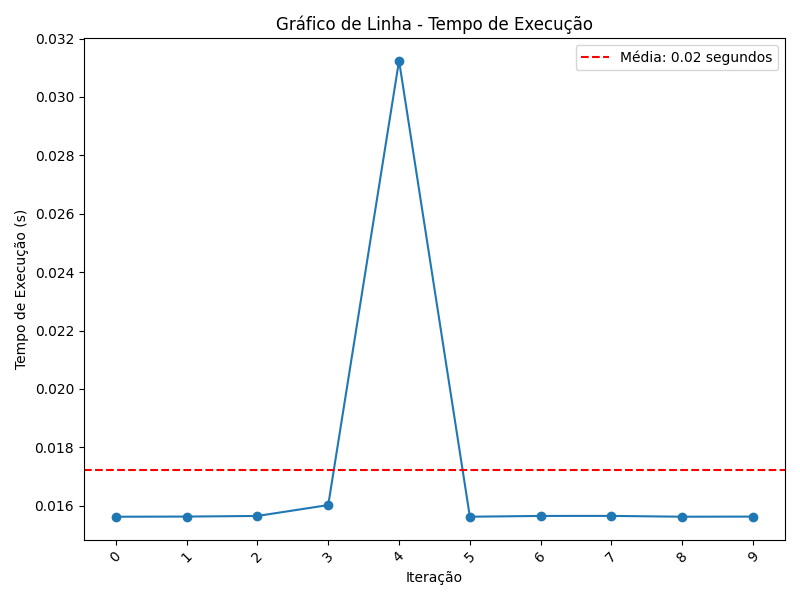 Gráfico de Linha - Tempo de Execução
Média: 0.02 segundos
Tempo de Execução (s)
0.032
0.030
0.028
0.026
0.024
0.022
0.020
0.018
0.016
0 1 2 3 4 5 6 7 8 9
Iteração